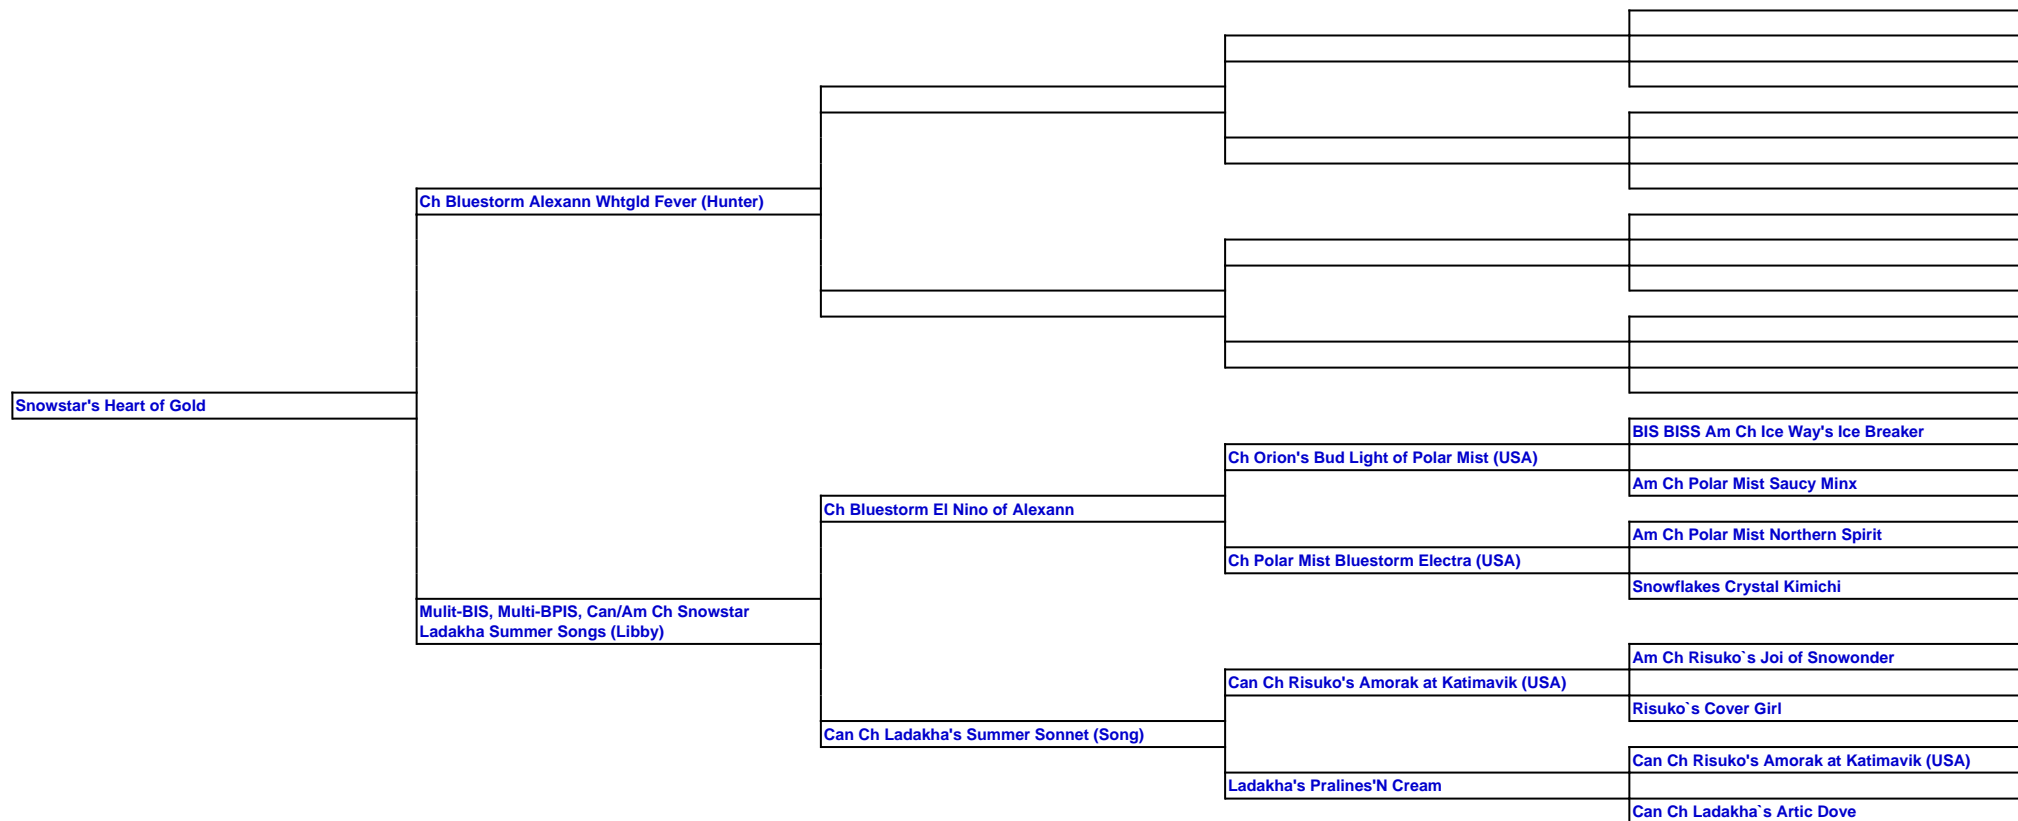 Ch Bluestorm Alexann Whtgld Fever (Hunter)
Snowstar's Heart of Gold
BIS BISS Am Ch Ice Way's Ice Breaker
Ch Orion's Bud Light of Polar Mist (USA)
Am Ch Polar Mist Saucy Minx
Ch Bluestorm El Nino of Alexann
Am Ch Polar Mist Northern Spirit
Ch Polar Mist Bluestorm Electra (USA)
Snowflakes Crystal Kimichi
Mulit-BIS, Multi-BPIS, Can/Am Ch Snowstar
Ladakha Summer Songs (Libby)
Am Ch Risuko`s Joi of Snowonder
Can Ch Risuko's Amorak at Katimavik (USA)
Risuko`s Cover Girl
Can Ch Ladakha's Summer Sonnet (Song)
Can Ch Risuko's Amorak at Katimavik (USA)
Ladakha's Pralines'N Cream
Can Ch Ladakha`s Artic Dove